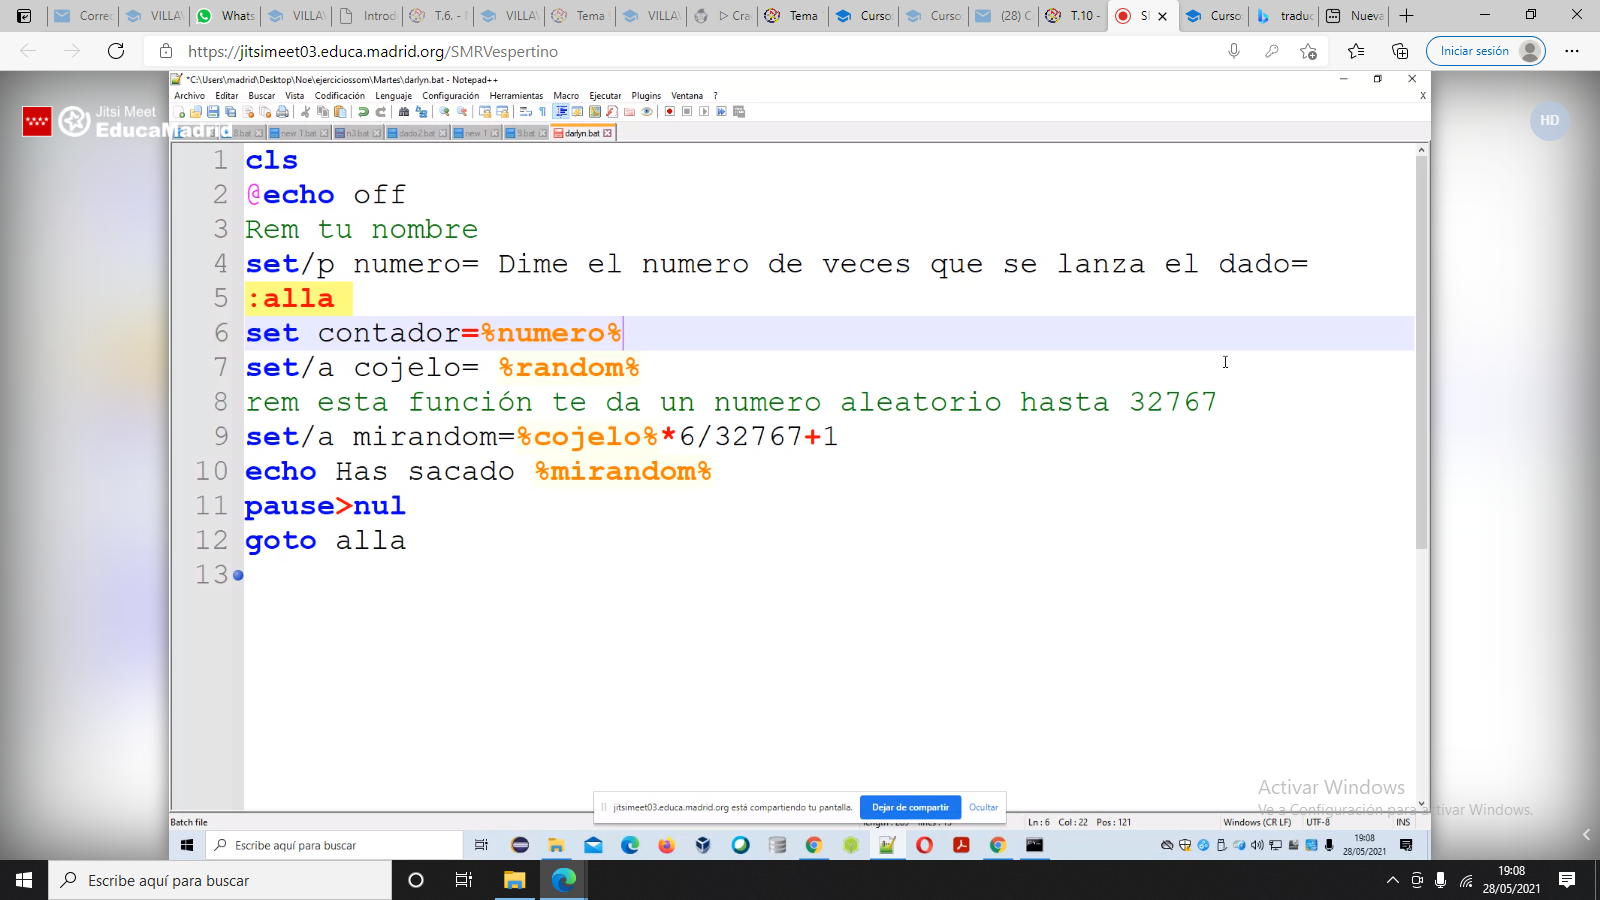 Correc
VILLAV
Whats
VILLAV
Introd
T.6. - I
VILLAV
Tema
VILLAV
Crac
Tema
Curso:
Curso:
(28) C
T.10 -
Curso:
traduc
Nueva
https://jitsimeet03.educa.madrid.org/SMRVespertino
Iniciar sesión
*C:\Users\madrid\Desktop\Noe\ejerciciossom\Martes\darlyn.bat - Notepad++
Archivo Editar Buscar Vista Codificación Lenguaje Configuración Herramientas Macro Ejecutar Plugins Ventana ? X
Jitsi Meet
EducaMadrid
HD
8.bat
new 1.bat
n3.bat
dado2.bat
new 1
9.bat
darlyn.bat
1 cls
2 @echo off
3 Rem tu nombre
4 set/p numero= Dime el numero de veces que se lanza el dado=
5 :alla
6 set contador=%numero%
7 set/a cojelo= %random%
8 rem esta función te da un numero aleatorio hasta 32767
9 set/a mirandom=%cojelo%*6/32767+1
10 echo Has sacado %mirandom%
11 pause>nul
12 goto alla
13
Activar Windows
Ve a Configuración para activar Windows.
jitsimeet03.educa.madrid.org está compartiendo tu pantalla.
Dejar de compartir
Ocultar
Batch file
Ln : 6 Col : 22 Pos : 121
Windows (CR LF)
UTF-8
INS
Escribe aquí para buscar
19:08
28/05/2021
Escribe aquí para buscar
19:08
28/05/2021